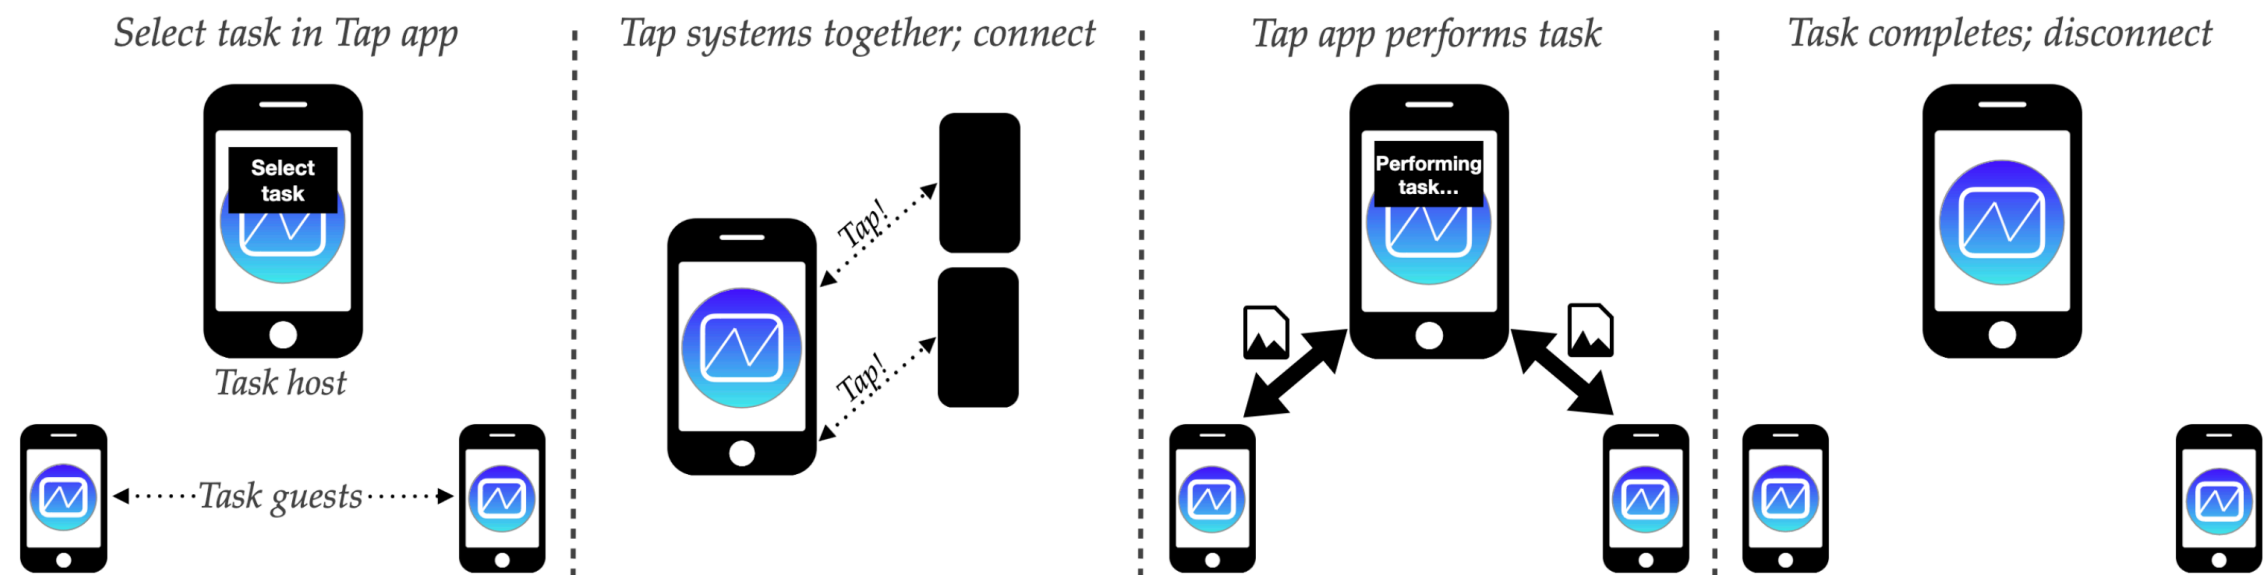 Select task in Tap app
Select
task
Task host
Task guests
Tap systems together; connect
Tap!
Tap!
Tap app performs task
Performing
task...
Task completes; disconnect